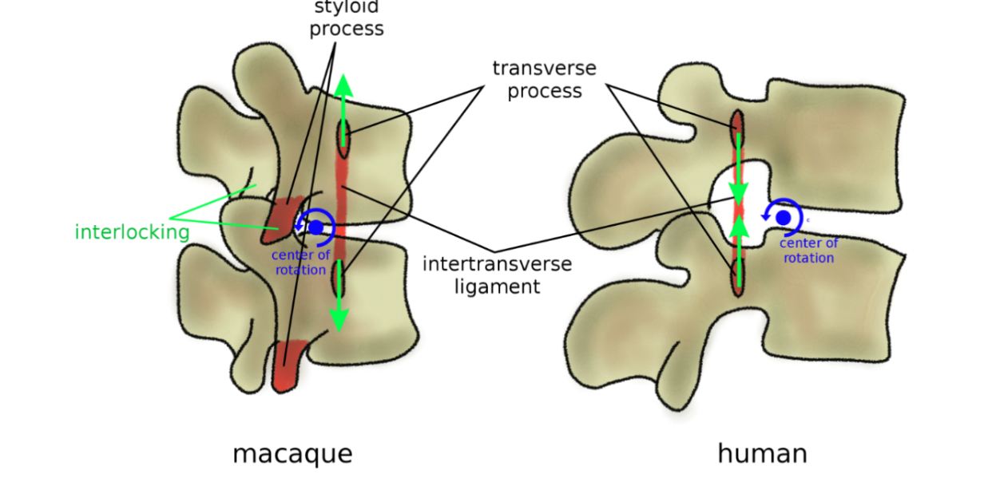 styloid
process
transverse
process
interlocking
center of
rotation
intertransverse
ligament
c
center of
rotation
macaque
human